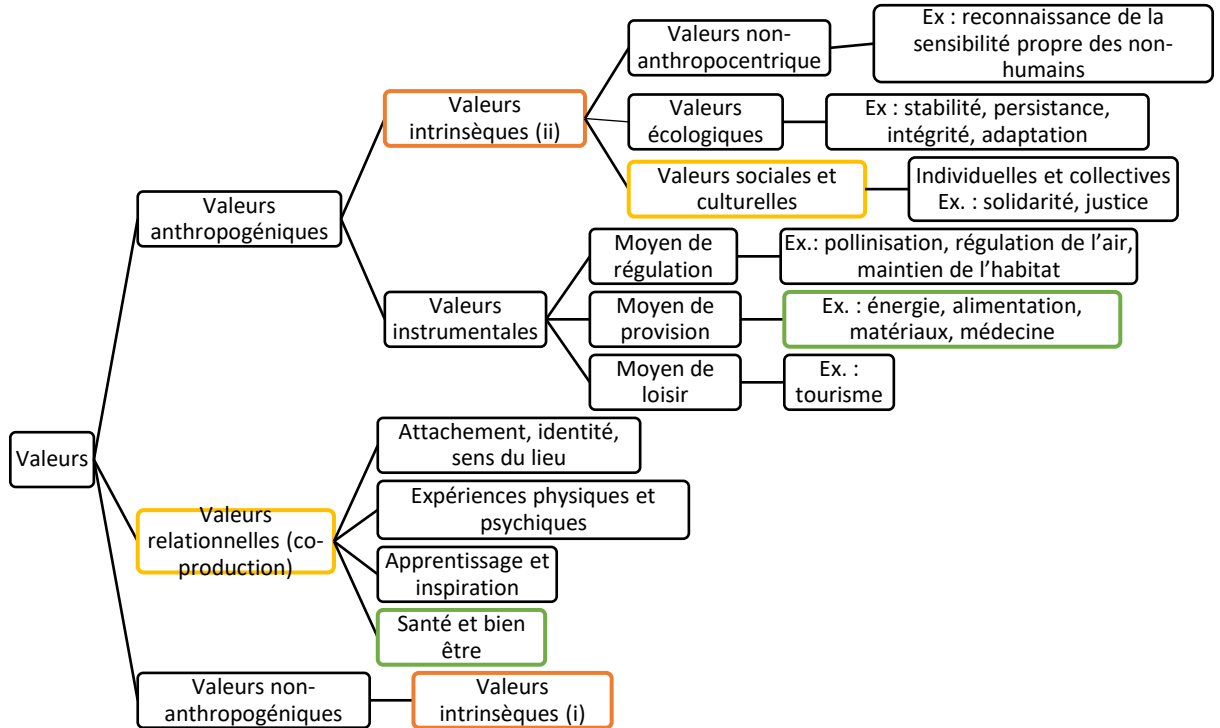 Valeurs non-
anthropocentrique
Ex : reconnaissance de la
sensibilité propre des non-
humains
Valeurs
intrinsèques (ii)
Valeurs
écologiques
Ex : stabilité, persistance,
intégrité, adaptation
Valeurs sociales et
culturelles
Individuelles et collectives
Ex. : solidarité, justice
Valeurs
anthropogéniques
Moyen de
régulation
Ex.: pollinisation, régulation de l’air,
maintien de l’habitat
Valeurs
instrumentales
Moyen de
provision
Ex. : énergie, alimentation,
matériaux, médecine
Moyen de
loisir
Ex. :
tourisme
Valeurs
Attachement, identité,
sens du lieu
Valeurs
relationnelles (co-
production)
Expériences physiques et
psychiques
Apprentissage et
inspiration
Santé et bien
être
Valeurs non-
anthropogéniques
Valeurs
intrinsèques (i)